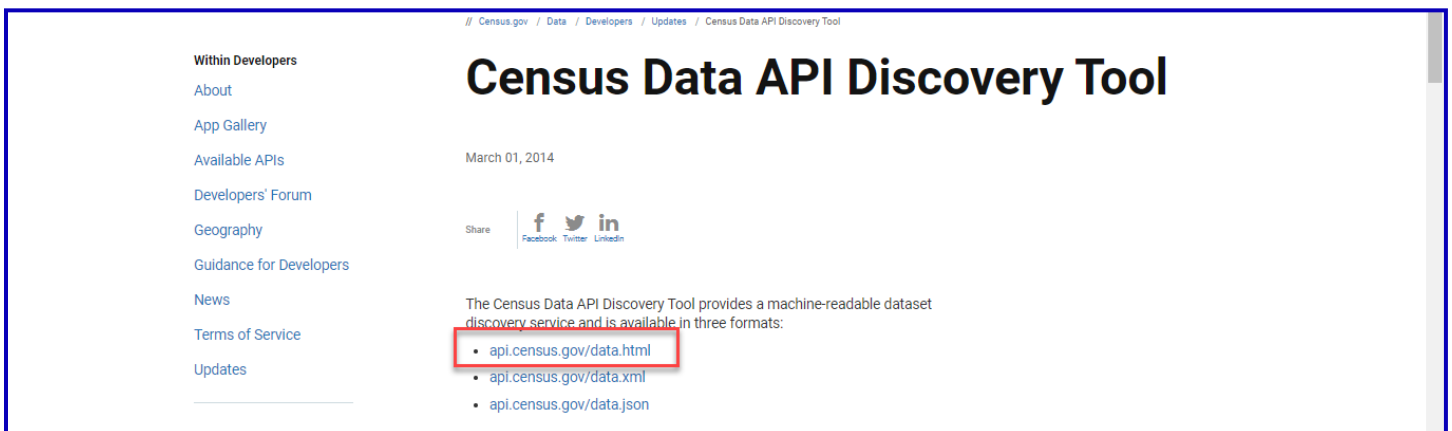 // Census.gov / Data / Developers / Updates / Census Data API Discovery Tool
Within Developers
About
App Gallery
Available APIs
Developers' Forum
Geography
Guidance for Developers
News
Terms of Service
Updates
Census Data API Discovery Tool
March 01, 2014
Share
Facebook Twitter LinkedIn
The Census Data API Discovery Tool provides a machine-readable dataset
discovery service and is available in three formats:
• api.census.gov/data.html
• api.census.gov/data.xml
• api.census.gov/data.json